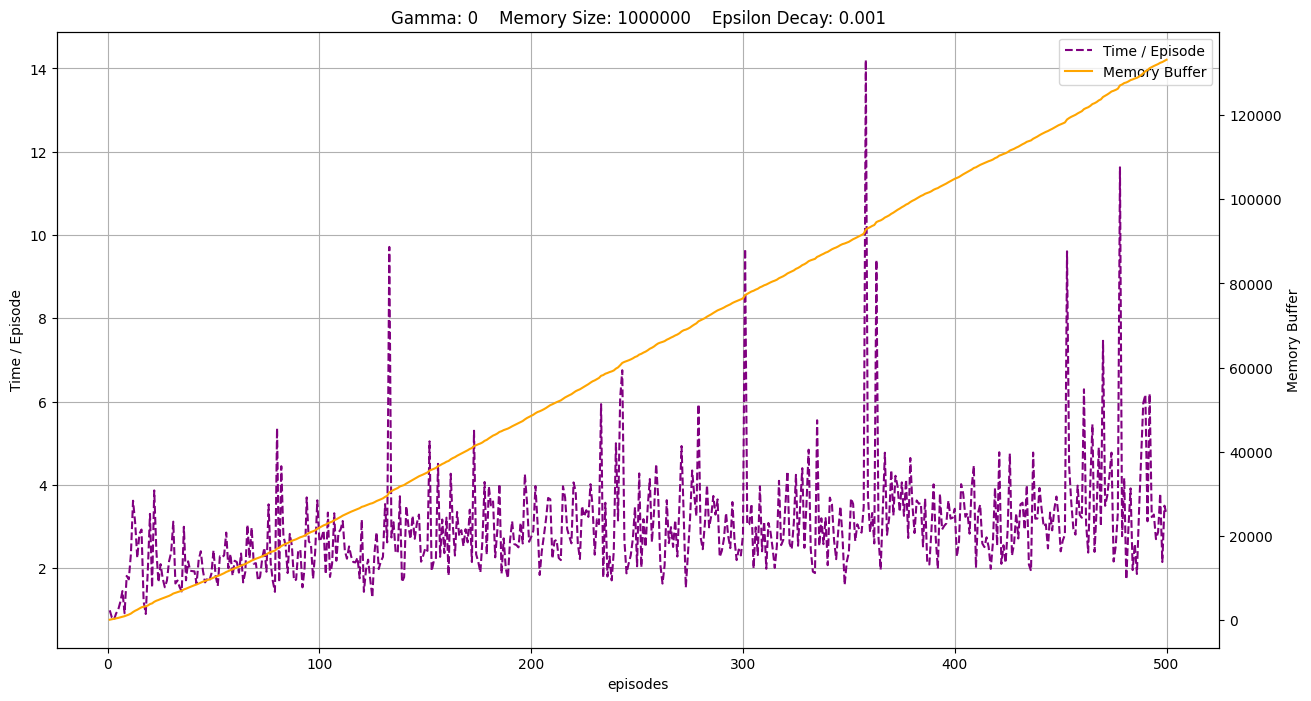 Gamma: 0    Memory Size: 1000000    Epsilon Decay: 0.001
Time / Episode
Memory Buffer
14
12
10
8
6
4
2
Time / Episode
120000
100000
80000
60000
40000
20000
0
Memory Buffer
0 100 200 300 400 500
episodes